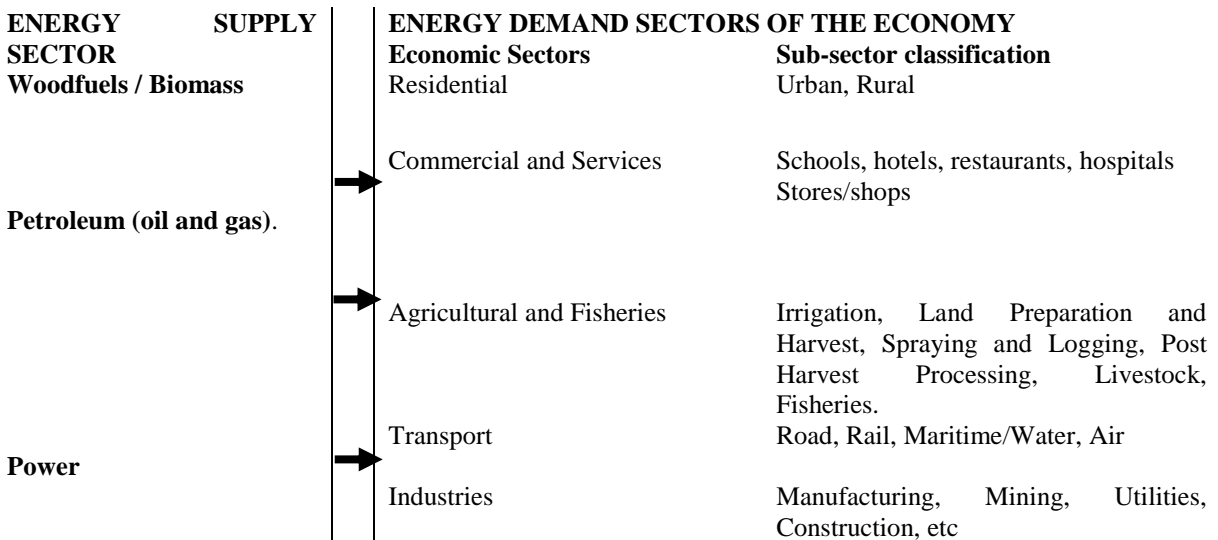 ENERGY SUPPLY SECTOR
ENERGY DEMAND SECTORS OF THE ECONOMY
Economic Sectors Sub-sector classification
Woodfuels / Biomass
Residential Urban, Rural
Commercial and Services Schools, hotels, restaurants, hospitals
Stores/shops
Petroleum (oil and gas).
Agricultural and Fisheries Irrigation, Land Preparation and
Harvest, Spraying and Logging, Post
Harvest Processing, Livestock,
Fisheries.
Transport Road, Rail, Maritime/Water, Air
Power
Industries Manufacturing, Mining, Utilities,
Construction, etc